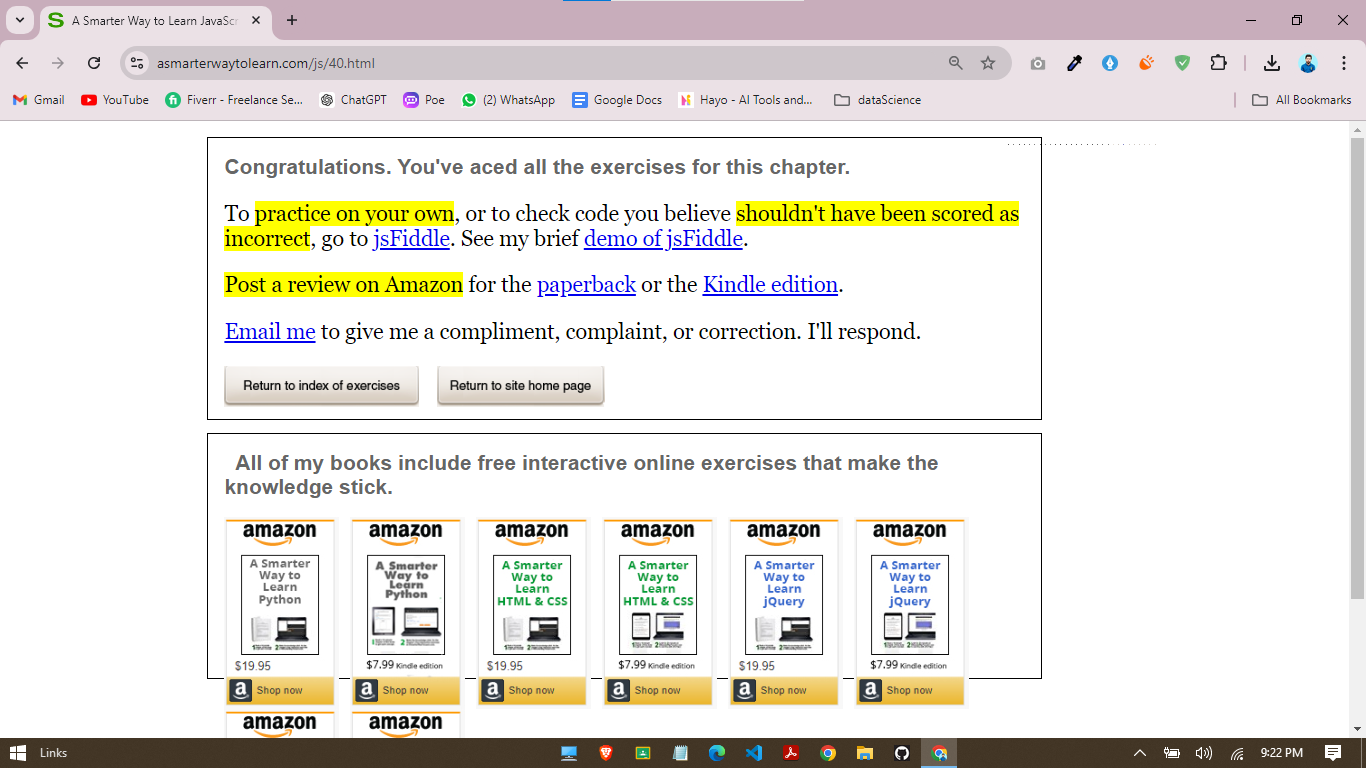 A Smarter Way to Learn JavaScr
asmarterwaytolearn.com/js/40.html
Gmail
YouTube
Fiverr - Freelance Se...
ChatGPT
Poe
(2) WhatsApp
Google Docs
Hayo - AI Tools and...
dataScience
All Bookmarks
Congratulations. You've aced all the exercises for this chapter.
To practice on your own, or to check code you believe shouldn't have been scored as
incorrect, go to jsFiddle. See my brief demo of jsFiddle.
Post a review on Amazon for the paperback or the Kindle edition.
Email me to give me a compliment, complaint, or correction. I'll respond.
Return to index of exercises
Return to site home page
All of my books include free interactive online exercises that make the
knowledge stick.
amazon
A Smarter
Way to
Learn
Python
$19.95
Shop now
amazon
A Smarter
Way to
Learn
Python
$7.99 Kindle edition
Shop now
amazon
A Smarter
Way to
Learn
HTML & CSS
$19.95
Shop now
amazon
A Smarter
Way to
Learn
HTML & CSS
$7.99 Kindle edition
Shop now
amazon
A Smarter
Way to
Learn
jQuery
$19.95
Shop now
amazon
A Smarter
Way to
Learn
jQuery
$7.99 Kindle edition
Shop now
amazon
amazon
Links
9:22 PM